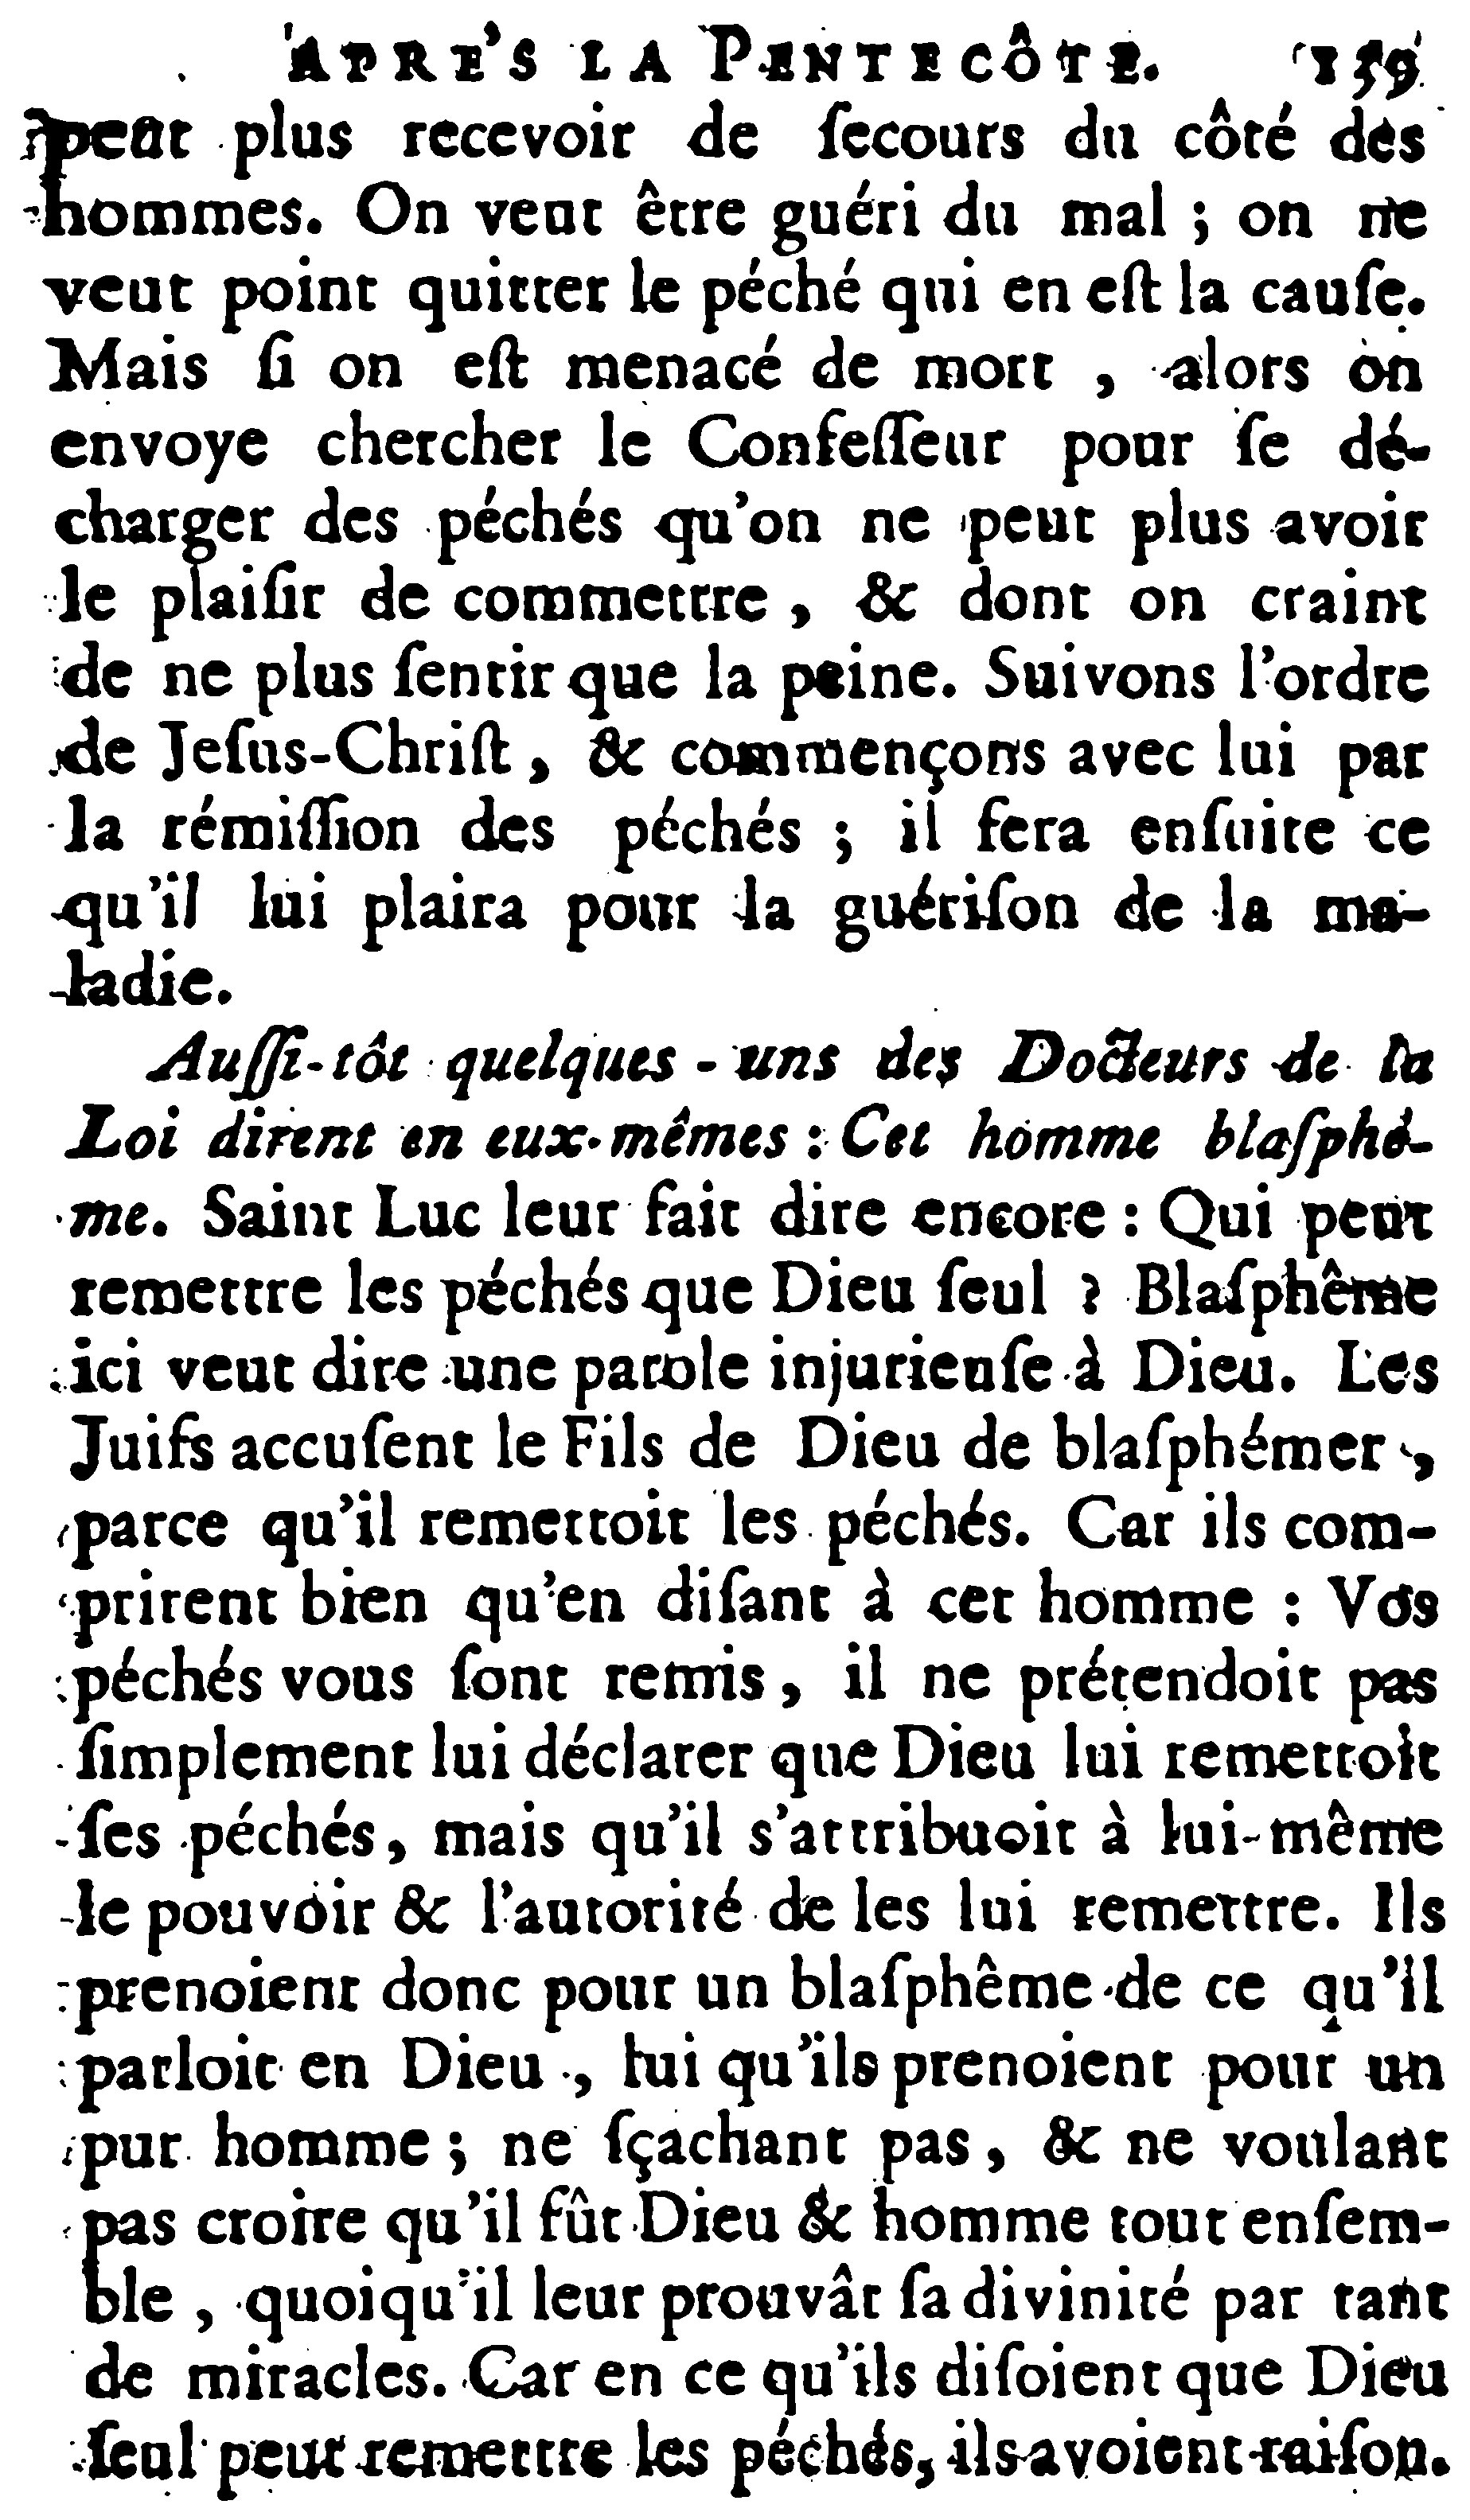 APRE'S LA PENTECÔTE. 159
peut plus recevoir de ſecours du côté des
hommes. On veut être guéri du mal ; on ne
veut point quitter le péché qui en eſt la cauſe.
Mais ſi on eſt menacé de mort , alors on
envoye chercher le Confeſſeur pour ſe dé-
charger des péchés qu'on ne peut plus avoir
le plaiſir de commettre , & dont on craint
de ne plus ſentir que la peine. Suivons l'ordre
de Jeſus-Chriſt , & commençons avec lui par
la rémiſſion des péchés ; il fera enſuite ce
qu'il lui plaira pour la guériſon de la ma-
ladie.
Auſſi-tôt quelques-uns des Docteurs de la
Loi dirent en eux-mêmes : Cet homme blaſphé-
me. Saint Luc leur fait dire encore : Qui peut
remettre les péchés que Dieu ſeul ? Blaſphême
ici veut dire une parole injurieuſe à Dieu. Les
Juifs accuſent le Fils de Dieu de blaſphémer ,
parce qu'il remettoit les péchés. Car ils com-
prirent bien qu'en diſant à cet homme : Vos
péchés vous ſont remis, il ne prétendoit pas
ſimplement lui déclarer que Dieu lui remettoit
ſes péchés, mais qu'il s'attribuoit à lui-même
le pouvoir & l'autorité de les lui remettre. Ils
prenoient donc pour un blaſphême de ce qu'il
parloit en Dieu , lui qu'ils prenoient pour un
pur homme ; ne ſçachant pas , & ne voulant
pas croire qu'il fût Dieu & homme tout enſem-
ble , quoiqu'il leur prouvât ſa divinité par tant
de miracles. Car en ce qu'ils diſoient que Dieu
ſeul peut remettre les péchés, ils avoient raiſon.